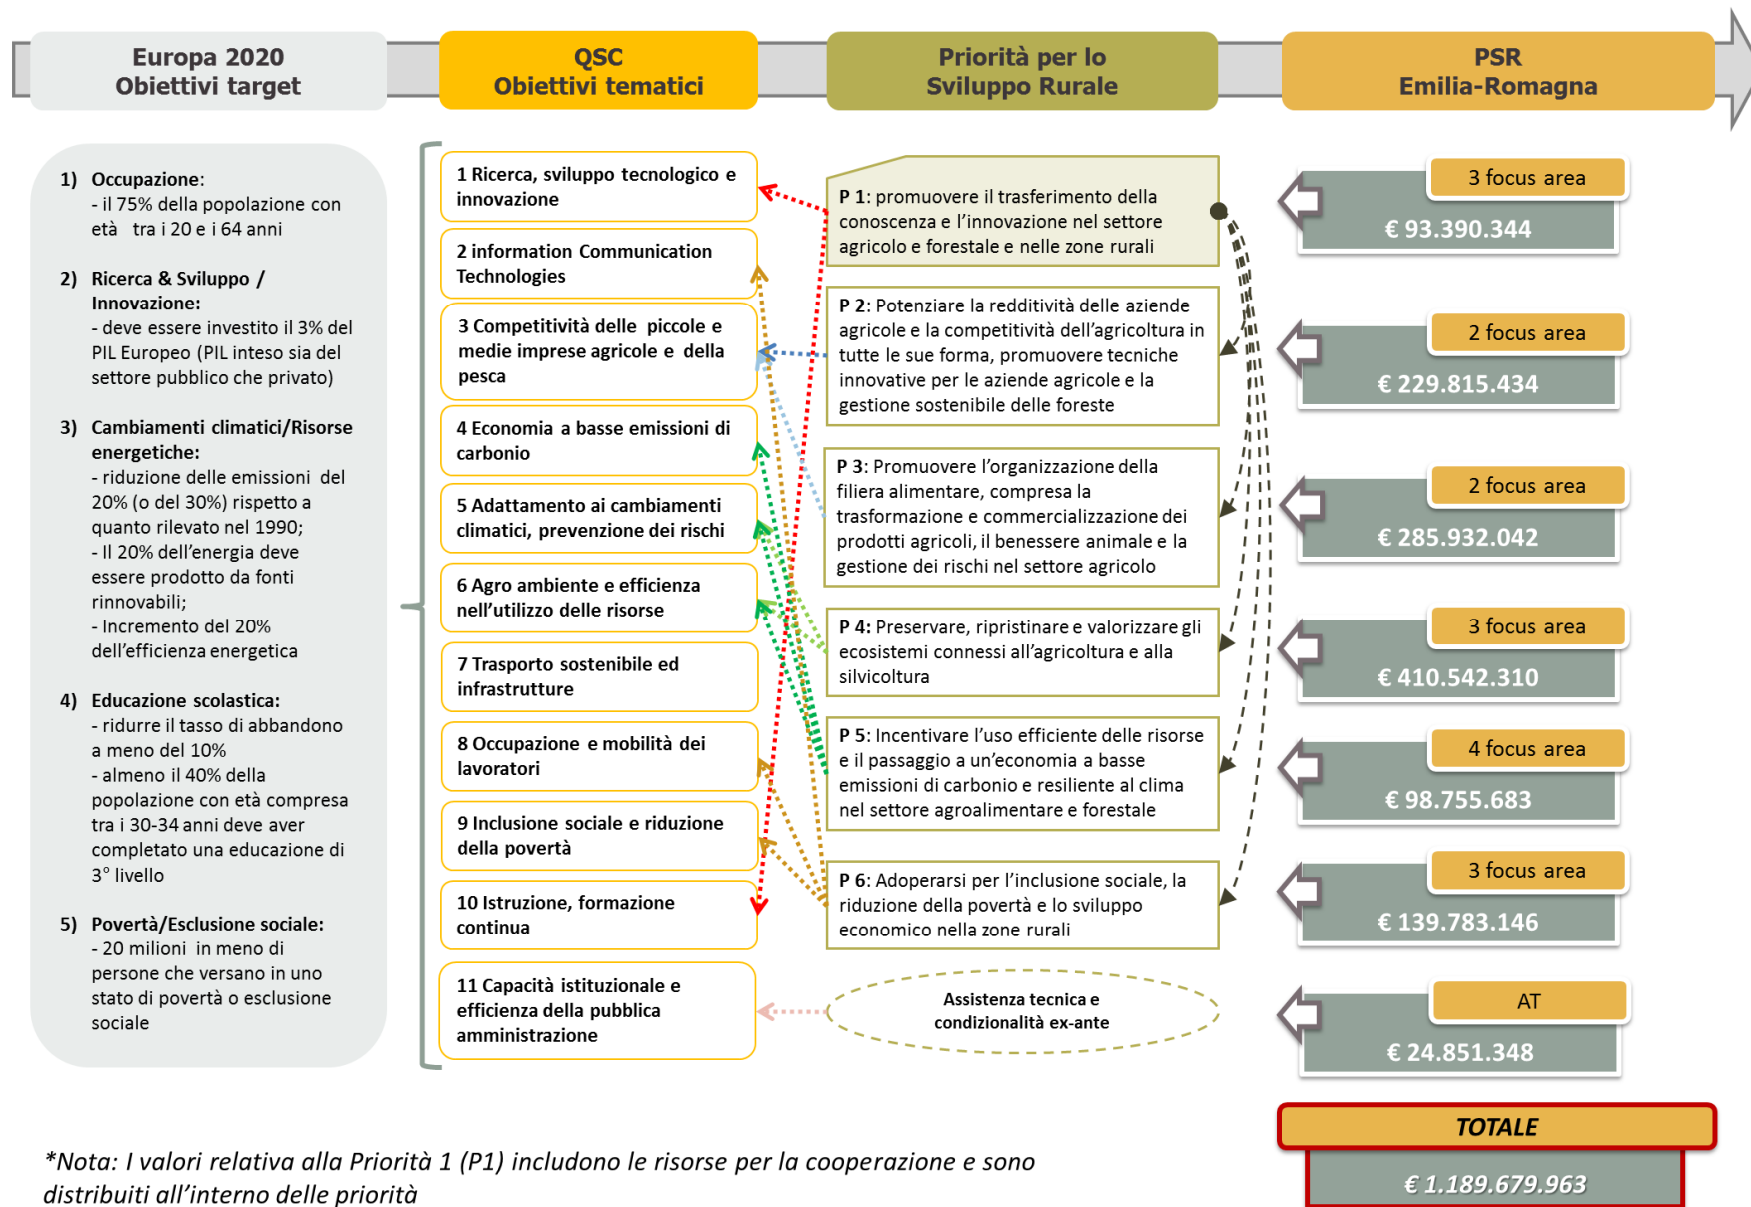 Europa 2020
Obiettivi target
QSC
Obiettivi tematici
Priorità per lo
Sviluppo Rurale
PSR
Emilia-Romagna
1) Occupazione:
- il 75% della popolazione con
età tra i 20 e i 64 anni
2) Ricerca & Sviluppo /
Innovazione:
- deve essere investito il 3% del
PIL Europeo (PIL inteso sia del
settore pubblico che privato)
3) Cambiamenti climatici/Risorse
energetiche:
- riduzione delle emissioni del
20% (o del 30%) rispetto a
quanto rilevato nel 1990;
- Il 20% dell'energia deve
essere prodotto da fonti
rinnovabili;
- Incremento del 20%
dell'efficienza energetica
4) Educazione scolastica:
- ridurre il tasso di abbandono
a meno del 10%
- almeno il 40% della
popolazione con età compresa
tra i 30-34 anni deve aver
completato una educazione di
3° livello
5) Povertà/Esclusione sociale:
- 20 milioni in meno di
persone che versano in uno
stato di povertà o esclusione
sociale
1 Ricerca, sviluppo tecnologico e
innovazione
2 information Communication
Technologies
3 Competitività delle piccole e
medie imprese agricole e della
pesca
4 Economia a basse emissioni di
carbonio
5 Adattamento ai cambiamenti
climatici, prevenzione dei rischi
6 Agro ambiente e efficienza
nell'utilizzo delle risorse
7 Trasporto sostenibile ed
infrastrutture
8 Occupazione e mobilità dei
lavoratori
9 Inclusione sociale e riduzione
della povertà
10 Istruzione, formazione
continua
11 Capacità istituzionale e
efficienza della pubblica
amministrazione
P 1: promuovere il trasferimento della
conoscenza e l'innovazione nel settore
agricolo e forestale e nelle zone rurali
P 2: Potenziare la redditività delle aziende
agricole e la competitività dell'agricoltura in
tutte le sue forma, promuovere tecniche
innovative per le aziende agricole e la
gestione sostenibile delle foreste
P 3: Promuovere l'organizzazione della
filiera alimentare, compresa la
trasformazione e commercializzazione dei
prodotti agricoli, il benessere animale e la
gestione dei rischi nel settore agricolo
P 4: Preservare, ripristinare e valorizzare gli
ecosistemi connessi all'agricoltura e alla
silvicoltura
P 5: Incentivare l'uso efficiente delle risorse
e il passaggio a un'economia a basse
emissioni di carbonio e resiliente al clima
nel settore agroalimentare e forestale
P 6: Adoperarsi per l'inclusione sociale, la
riduzione della povertà e lo sviluppo
economico nella zone rurali
Assistenza tecnica e
condizionalità ex-ante
3 focus area
€ 93.390.344
2 focus area
€ 229.815.434
2 focus area
€ 285.932.042
3 focus area
€ 410.542.310
4 focus area
€ 98.755.683
3 focus area
€ 139.783.146
AT
€ 24.851.348
TOTALE
€ 1.189.679.963
*Nota: I valori relativa alla Priorità 1 (P1) includono le risorse per la cooperazione e sono
distribuiti all'interno delle priorità